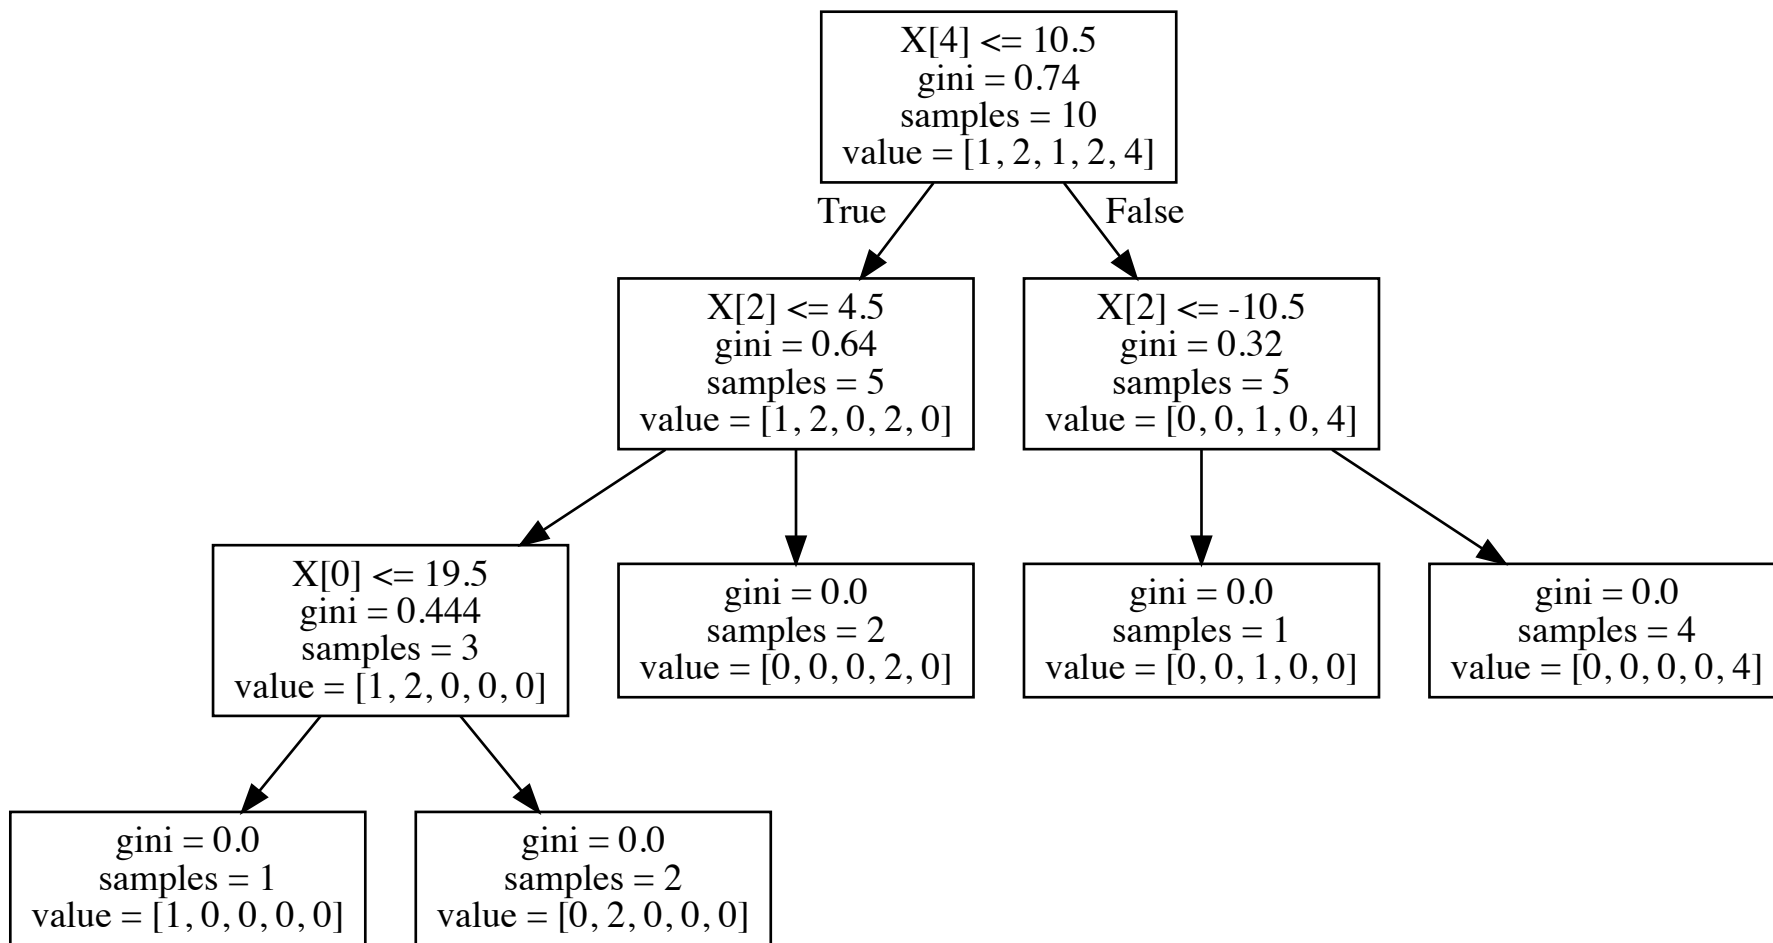 X[4] <= 10.5
gini = 0.74
samples = 10
value = [1, 2, 1, 2, 4]
True
False
X[2] <= 4.5
gini = 0.64
samples = 5
value = [1, 2, 0, 2, 0]
X[2] <= -10.5
gini = 0.32
samples = 5
value = [0, 0, 1, 0, 4]
X[0] <= 19.5
gini = 0.444
samples = 3
value = [1, 2, 0, 0, 0]
gini = 0.0
samples = 2
value = [0, 0, 0, 2, 0]
gini = 0.0
samples = 1
value = [0, 0, 1, 0, 0]
gini = 0.0
samples = 4
value = [0, 0, 0, 0, 4]
gini = 0.0
samples = 1
value = [1, 0, 0, 0, 0]
gini = 0.0
samples = 2
value = [0, 2, 0, 0, 0]